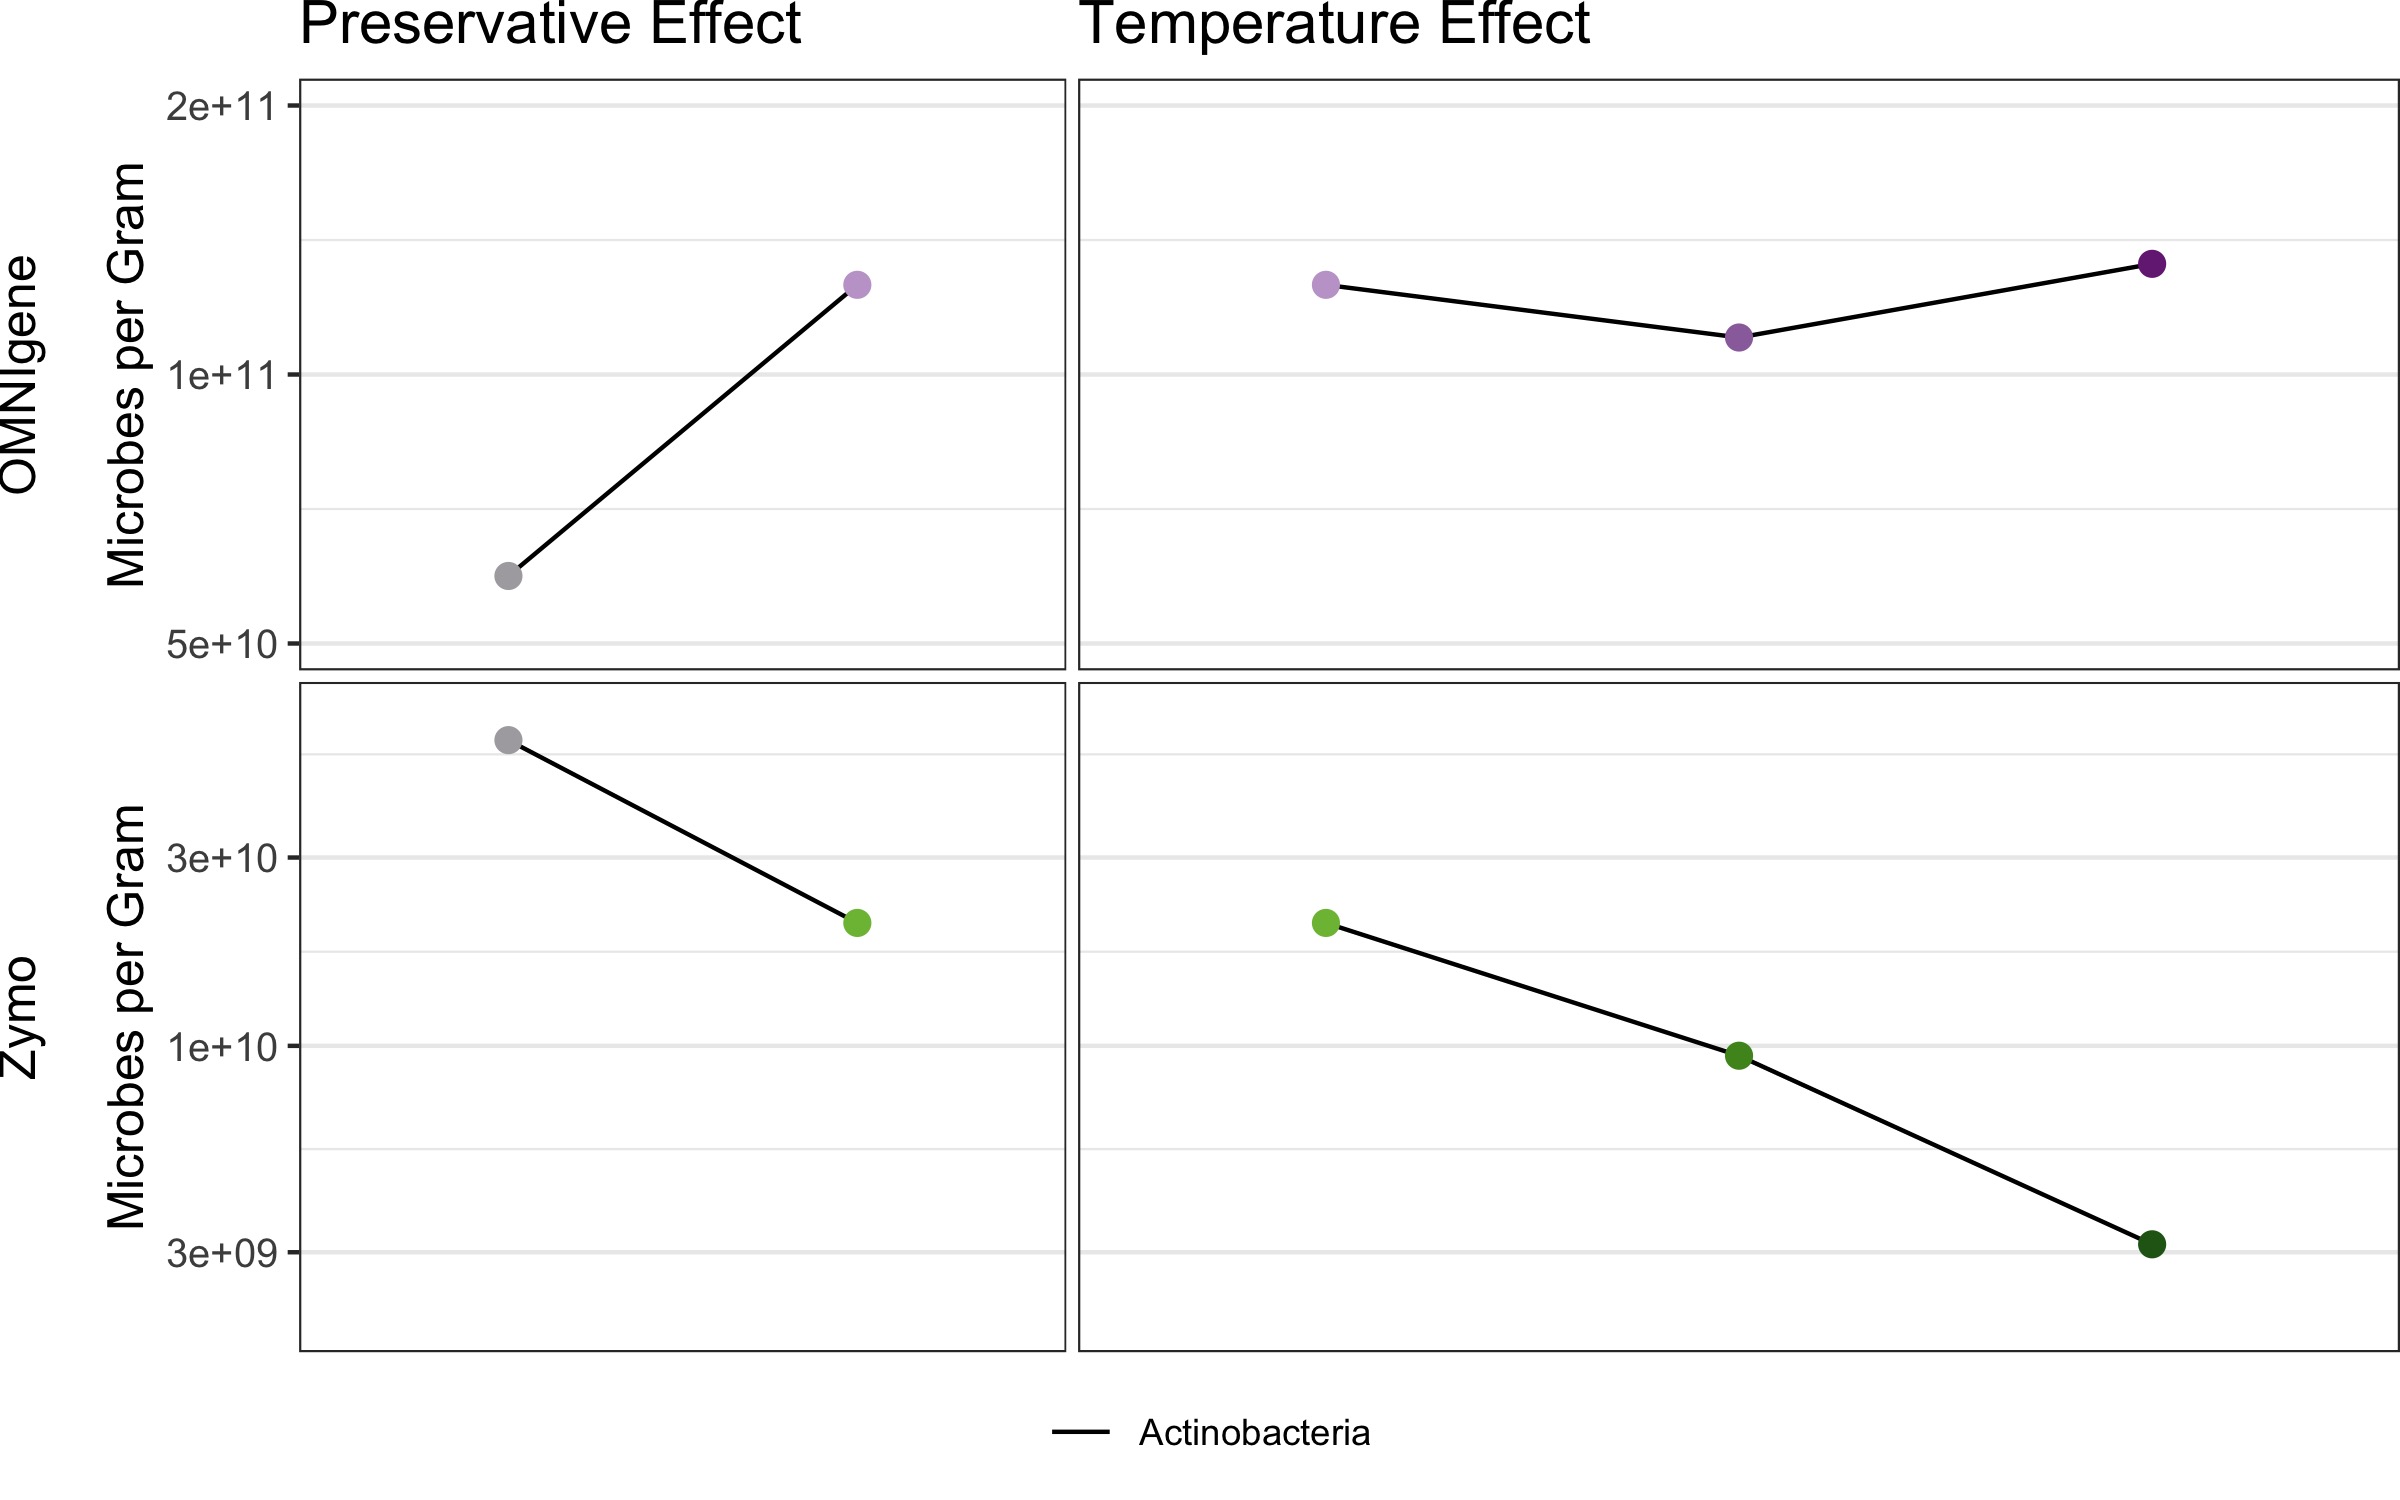 Preservative Effect
Temperature Effect
OMNIgene
Microbes per Gram
2e+11
1e+11
5e+10
Zymo
Microbes per Gram
3e+10
1e+10
3e+09
Actinobacteria